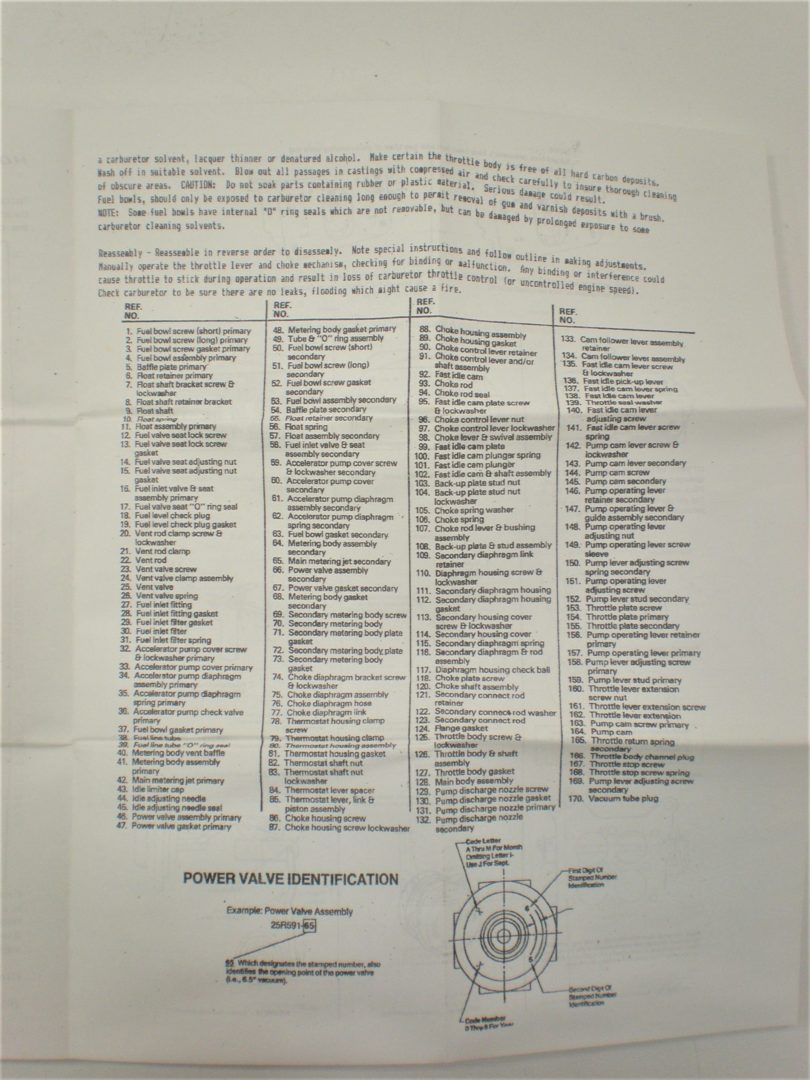 a carburetor solvent, lacquer thinner or denatured alcohol. Make certain the throttle body is free of all hard carbon deposits.
Wash off in suitable solvent. Blow out all passages in castings with compressed air and check carefully to insure thorough cleaning
of obscure areas. CAUTION: Do not soak parts containing rubber or plastic material. Serious damage could result.
Fuel bowls, should only be exposed to carburetor cleaning long enough to permit removal of gum and varnish deposits with a brush.
NOTE: Some fuel bowls have internal "O" ring seals which are not removable, but can be damaged by prolonged exposure to some
carburetor cleaning solvents.
Reassembly - Reassemble in reverse order to disassemly. Note special instructions and follow outline in making adjustments.
Manually operate the throttle lever and choke mechanism, checking for binding or malfunction. Any binding or interference could
cause throttle to stick during operation and result in loss of carburetor throttle control (or uncontrolled engine speed).
Check carburetor to be sure there are no leaks, flooding which might cause a fire.
REF.
NO.
1. Fuel bowl screw (short) primary
2. Fuel bowl screw (long) primary
3. Fuel bowl screw gasket primary
4. Fuel bowl assembly primary
5. Baffle plate primary
6. Float retainer primary
7. Float shaft bracket screw &
lockwasher
8. Float shaft retainer bracket
9. Float shaft
10. Float spring
11. Float assembly primary
12. Fuel valve seat lock screw
13. Fuel valve seat lock screw
gasket
14. Fuel valve seat adjusting nut
15. Fuel valve seat adjusting nut
gasket
16. Fuel inlet valve & seat
assembly primary
17. Fuel valve seat "O" ring seal
18. Fuel level check plug
19. Fuel level check plug gasket
20. Vent rod clamp screw &
lockwasher
21. Vent rod clamp
22. Vent rod
23. Vent valve screw
24. Vent valve clamp assembly
25. Vent valve
26. Vent valve spring
27. Fuel inlet fitting
28. Fuel inlet fitting gasket
29. Fuel inlet filter gasket
30. Fuel inlet filter
31. Fuel inlet filter spring
32. Accelerator pump cover screw
& lockwasher primary
33. Accelerator pump cover primary
34. Accelerator pump diaphragm
assembly primary
35. Accelerator pump diaphragm
spring primary
36. Accelerator pump check valve
primary
37. Fuel bowl gasket primary
38. Fuel line tube
39. Fuel line tube "O" ring seal
40. Metering body vent baffle
41. Metering body assembly
primary
42. Main metering jet primary
43. Idle limiter cap
44. Idle adjusting needle
45. Idle adjusting needle seal
46. Power valve assembly primary
47. Power valve gasket primary
REF.
NO.
48. Metering body gasket primary
49. Tube & "O" ring assembly
50. Fuel bowl screw (short)
secondary
51. Fuel bowl screw (long)
secondary
52. Fuel bowl screw gasket
secondary
53. Fuel bowl assembly secondary
54. Baffle plate secondary
55. Float retainer secondary
56. Float spring
57. Float assembly secondary
58. Fuel inlet valve & seat
assembly secondary
59. Accelerator pump cover screw
& lockwasher secondary
60. Accelerator pump cover
secondary
61. Accelerator pump diaphragm
assembly secondary
62. Accelerator pump diaphragm
spring secondary
63. Fuel bowl gasket secondary
64. Metering body assembly
secondary
65. Main metering jet secondary
66. Power valve assembly
secondary
67. Power valve gasket secondary
68. Metering body gasket
secondary
69. Secondary metering body screw
70. Secondary metering body
71. Secondary metering body plate
gasket
72. Secondary metering body plate
73. Secondary metering body
gasket
74. Choke diaphragm bracket screw
& lockwasher
75. Choke diaphragm assembly
76. Choke diaphragm hose
77. Choke diaphragm link
78. Thermostat housing clamp
screw
79. Thermostat housing clamp
80. Thermostat housing assembly
81. Thermostat housing gasket
82. Thermostat shaft nut
83. Thermostat shaft nut
lockwasher
84. Thermostat lever spacer
85. Thermostat lever, link &
piston assembly
86. Choke housing screw
87. Choke housing screw lockwasher
REF.
NO.
88. Choke housing assembly
89. Choke housing gasket
90. Choke control lever retainer
91. Choke control lever and/or
shaft assembly
92. Fast idle cam
93. Choke rod
94. Choke rod seal
95. Fast idle cam plate screw
& lockwasher
96. Choke control lever nut
97. Choke control lever lockwasher
98. Choke lever & swivel assembly
99. Fast idle cam plate
100. Fast idle cam plunger spring
101. Fast idle cam plunger
102. Fast idle cam & shaft assembly
103. Back-up plate stud nut
104. Back-up plate stud nut
lockwasher
105. Choke spring washer
106. Choke spring
107. Choke rod lever & bushing
assembly
108. Back-up plate & stud assembly
109. Secondary diaphragm link
retainer
110. Diaphragm housing screw &
lockwasher
111. Secondary diaphragm housing
112. Secondary diaphragm housing
gasket
113. Secondary housing cover
screw & lockwasher
114. Secondary housing cover
115. Secondary diaphragm spring
116. Secondary diaphragm & rod
assembly
117. Diaphragm housing check ball
118. Choke plate screw
120. Choke shaft assembly
121. Secondary connect rod
retainer
122. Secondary connect rod washer
123. Secondary connect rod
124. Flange gasket
125. Throttle body screw &
lockwasher
126. Throttle body & shaft
assembly
127. Throttle body gasket
128. Main body assembly
129. Pump discharge nozzle screw
130. Pump discharge nozzle gasket
131. Pump discharge nozzle primary
132. Pump discharge nozzle
secondary
REF.
NO.
133. Cam follower lever assembly
retainer
134. Cam follower lever assembly
135. Fast idle cam lever screw
& lockwasher
136. Fast idle pick-up lever
137. Fast idle cam lever spring
138. Fast idle cam lever
139. Throttle seal washer
140. Fast idle cam lever
adjusting screw
141. Fast idle cam lever screw
spring
142. Pump cam lever screw &
lockwasher
143. Pump cam lever secondary
144. Pump cam screw
145. Pump cam secondary
146. Pump operating lever
retainer secondary
147. Pump operating lever &
guide assembly secondary
148. Pump operating lever
adjusting nut
149. Pump operating lever screw
sleeve
150. Pump lever adjusting screw
spring secondary
151. Pump operating lever
adjusting screw
152. Pump lever stud secondary
153. Throttle plate screw
154. Throttle plate primary
155. Throttle plate secondary
156. Pump operating lever retainer
primary
157. Pump operating lever primary
158. Pump lever adjusting screw
primary
159. Pump lever stud primary
160. Throttle lever extension
screw nut
161. Throttle lever extension screw
162. Throttle lever extension
163. Pump cam screw primary
164. Pump cam
165. Throttle return spring
secondary
166. Throttle body channel plug
167. Throttle stop screw
168. Throttle stop screw spring
169. Pump lever adjusting screw
secondary
170. Vacuum tube plug
POWER VALVE IDENTIFICATION
Example: Power Valve Assembly
25R591-65
65 Which designates the stamped number, also
identifies the opening point of the power valve
(i.e., 6.5" vacuum).
Code Letter
A Thru M For Month
Omitting Letter I-
Use J For Sept.
First Digit Of
Stamped Number
Identification
6
5
Second Digit Of
Stamped Number
Identification
Code Number
0 Thru 9 For Year